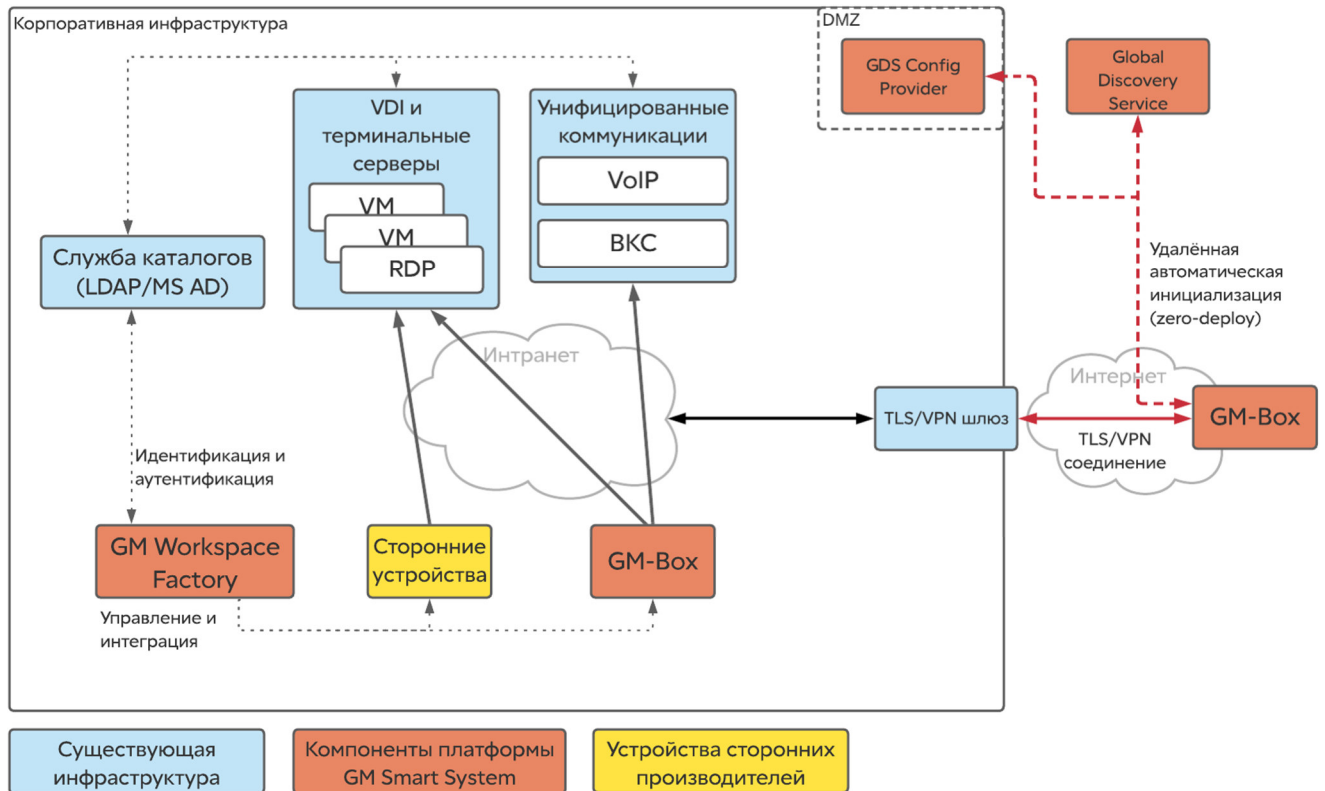 Корпоративная инфраструктура
DMZ
GDS Config
Provider
Global
Discovery
Service
VDI и
терминальные
серверы
VM
VM
RDP
Унифицированные
коммуникации
VoIP
ВКС
Служба каталогов
(LDAP/MS AD)
Удалённая
автоматическая
инициализация
(zero-deploy)
Интранет
Интернет
TLS/VPN шлюз
GM-Box
TLS/VPN
соединение
Идентификация и
аутентификация
GM Workspace
Factory
Сторонние
устройства
GM-Box
Управление и
интеграция
Существующая
инфраструктура
Компоненты платформы
GM Smart System
Устройства сторонних
производителей